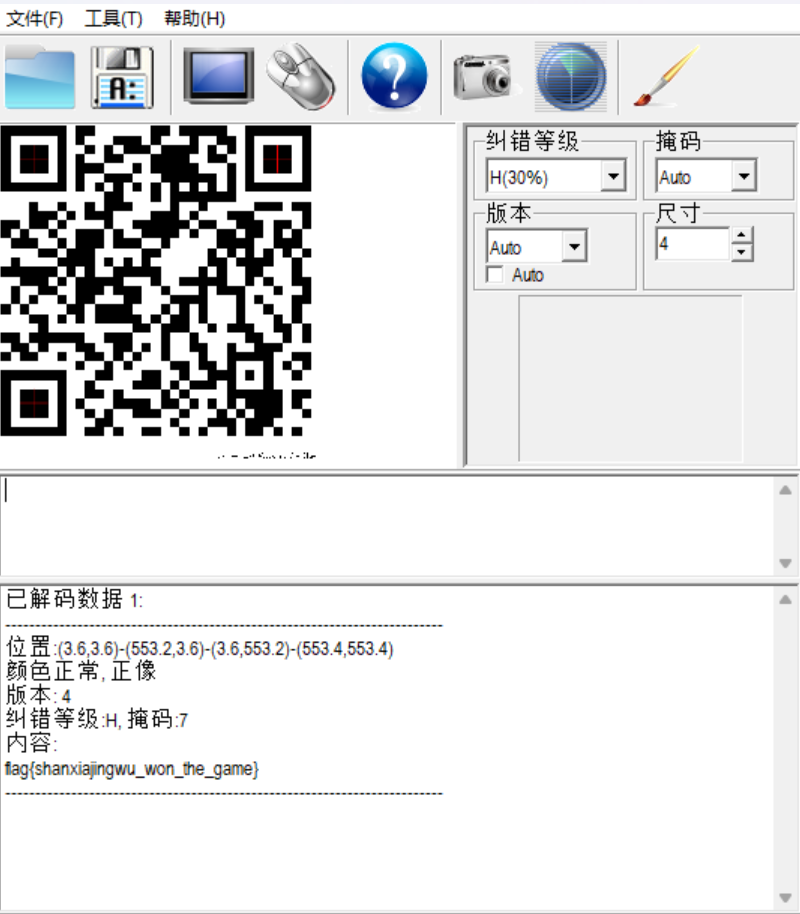 文件(F) 工具(T) 帮助(H)
A:
?
纠错等级 掩码
H(30%) Auto
版本 尺寸
Auto 4
Auto
已解码数据 1:
----------------------------------------------------------------------
位置:(3.6,3.6)-(553.2,3.6)-(3.6,553.2)-(553.4,553.4)
颜色正常, 正像
版本: 4
纠错等级:H, 掩码:7
内容:
flag{shanxiajingwu_won_the_game}
----------------------------------------------------------------------